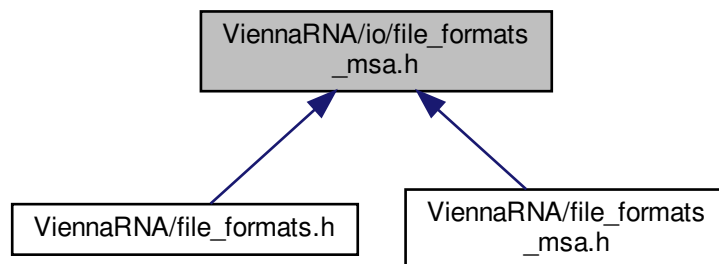 ViennaRNA/io/file_formats
_msa.h
ViennaRNA/file_formats.h
ViennaRNA/file_formats
_msa.h